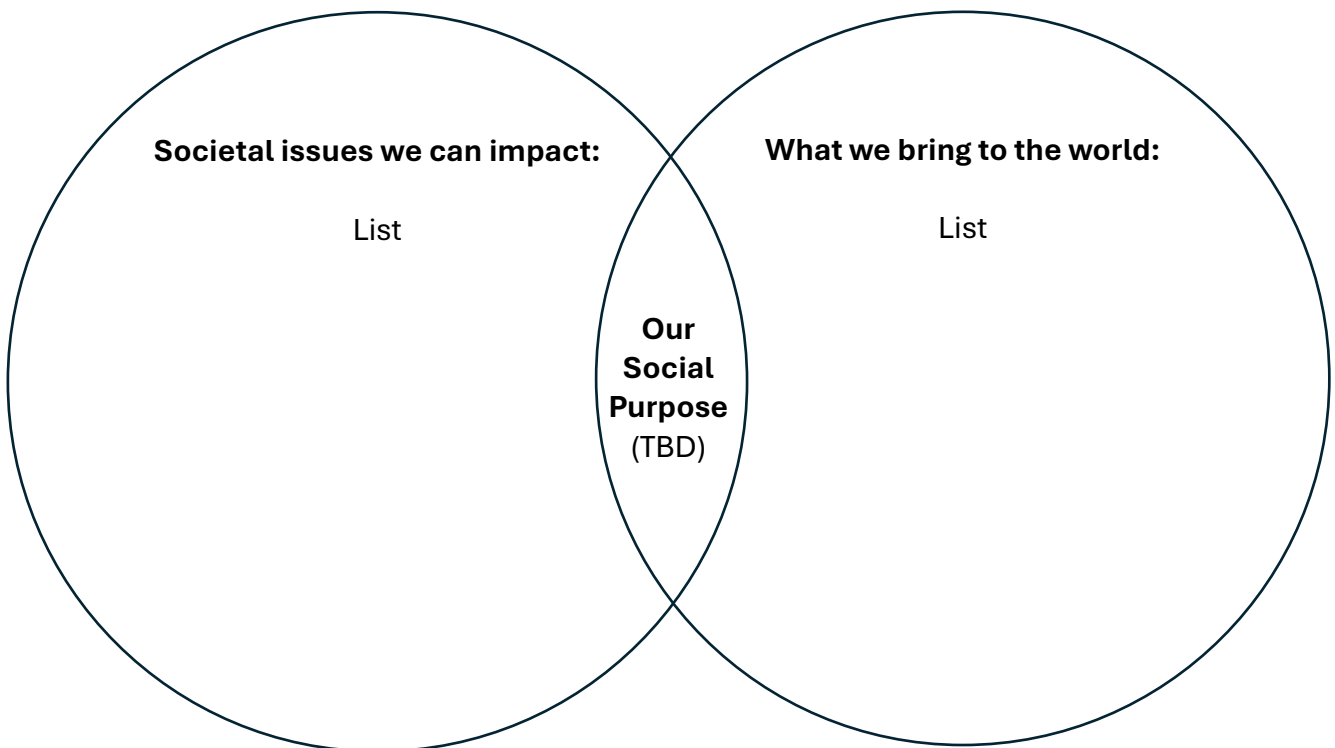 Societal issues we can impact:
List
What we bring to the world:
List
Our
Social
Purpose
(TBD)